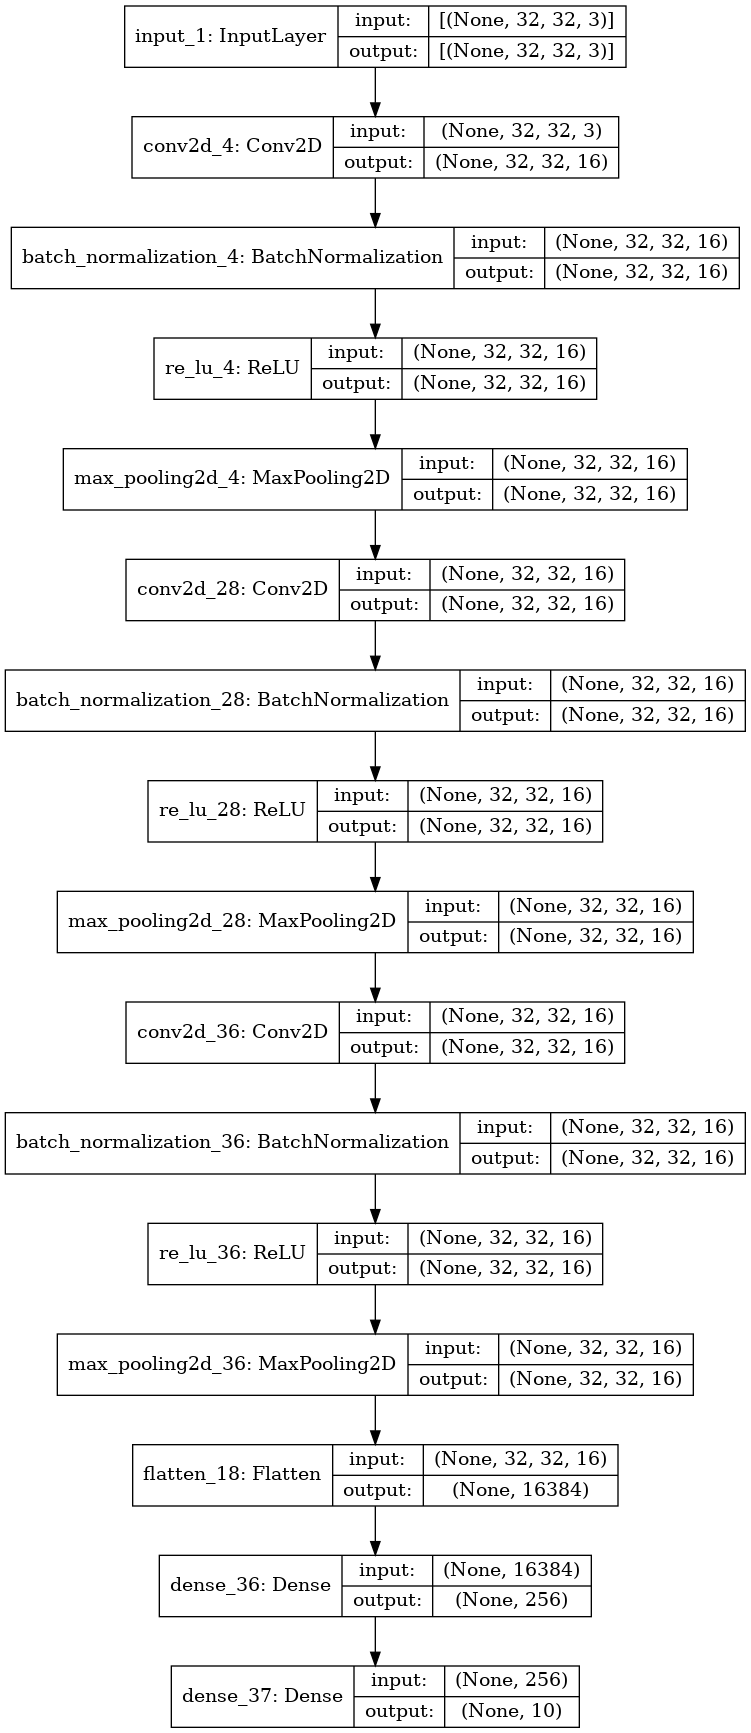 input_1: InputLayer
input:
[(None, 32, 32, 3)]
output:
[(None, 32, 32, 3)]
conv2d_4: Conv2D
input:
(None, 32, 32, 3)
output:
(None, 32, 32, 16)
batch_normalization_4: BatchNormalization
input:
(None, 32, 32, 16)
output:
(None, 32, 32, 16)
re_lu_4: ReLU
input:
(None, 32, 32, 16)
output:
(None, 32, 32, 16)
max_pooling2d_4: MaxPooling2D
input:
(None, 32, 32, 16)
output:
(None, 32, 32, 16)
conv2d_28: Conv2D
input:
(None, 32, 32, 16)
output:
(None, 32, 32, 16)
batch_normalization_28: BatchNormalization
input:
(None, 32, 32, 16)
output:
(None, 32, 32, 16)
re_lu_28: ReLU
input:
(None, 32, 32, 16)
output:
(None, 32, 32, 16)
max_pooling2d_28: MaxPooling2D
input:
(None, 32, 32, 16)
output:
(None, 32, 32, 16)
conv2d_36: Conv2D
input:
(None, 32, 32, 16)
output:
(None, 32, 32, 16)
batch_normalization_36: BatchNormalization
input:
(None, 32, 32, 16)
output:
(None, 32, 32, 16)
re_lu_36: ReLU
input:
(None, 32, 32, 16)
output:
(None, 32, 32, 16)
max_pooling2d_36: MaxPooling2D
input:
(None, 32, 32, 16)
output:
(None, 32, 32, 16)
flatten_18: Flatten
input:
(None, 32, 32, 16)
output:
(None, 16384)
dense_36: Dense
input:
(None, 16384)
output:
(None, 256)
dense_37: Dense
input:
(None, 256)
output:
(None, 10)